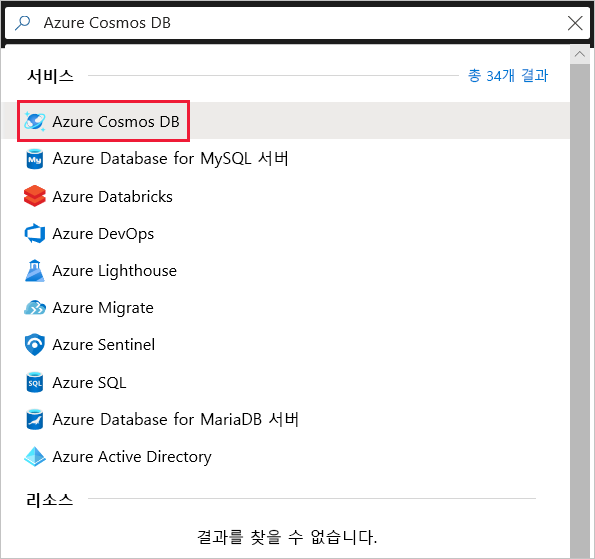 Azure Cosmos DB
서비스 총 34개 결과
Azure Cosmos DB
My Azure Database for MySQL 서버
Azure Databricks
Azure DevOps
Azure Lighthouse
Azure Migrate
Azure Sentinel
SQL Azure SQL
Azure Database for MariaDB 서버
Azure Active Directory
리소스
결과를 찾을 수 없습니다.